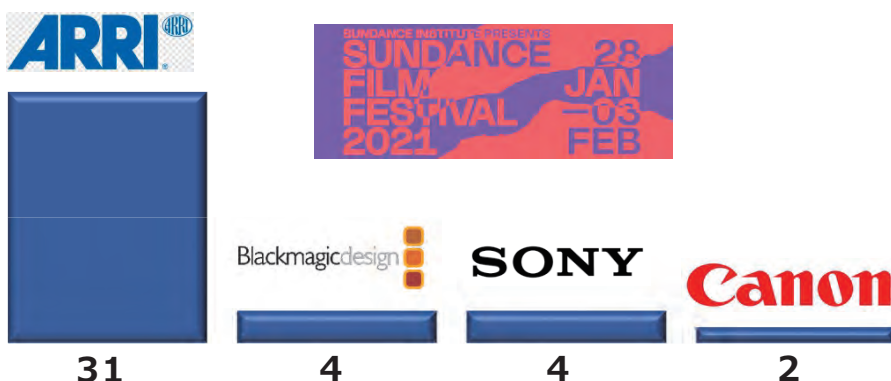 ARRI® ARRI
SUNDANCE INSTITUTE PRESENTS
SUNDANCE 28
FILM JAN
FESTIVAL —03
2021 FEB
Blackmagicdesign
SONY
Canon
31 4 4 2